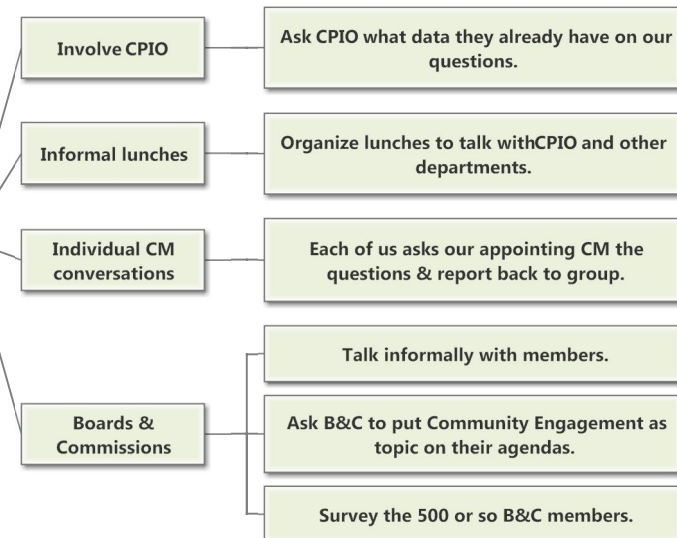 Involve CPIO
Ask CPIO what data they already have on our
questions.
Informal lunches
Organize lunches to talk withCPIO and other
departments.
Individual CM
conversations
Each of us asks our appointing CM the
questions & report back to group.
Boards &
Commissions
Talk informally with members.
Ask B&C to put Community Engagement as
topic on their agendas.
Survey the 500 or so B&C members.